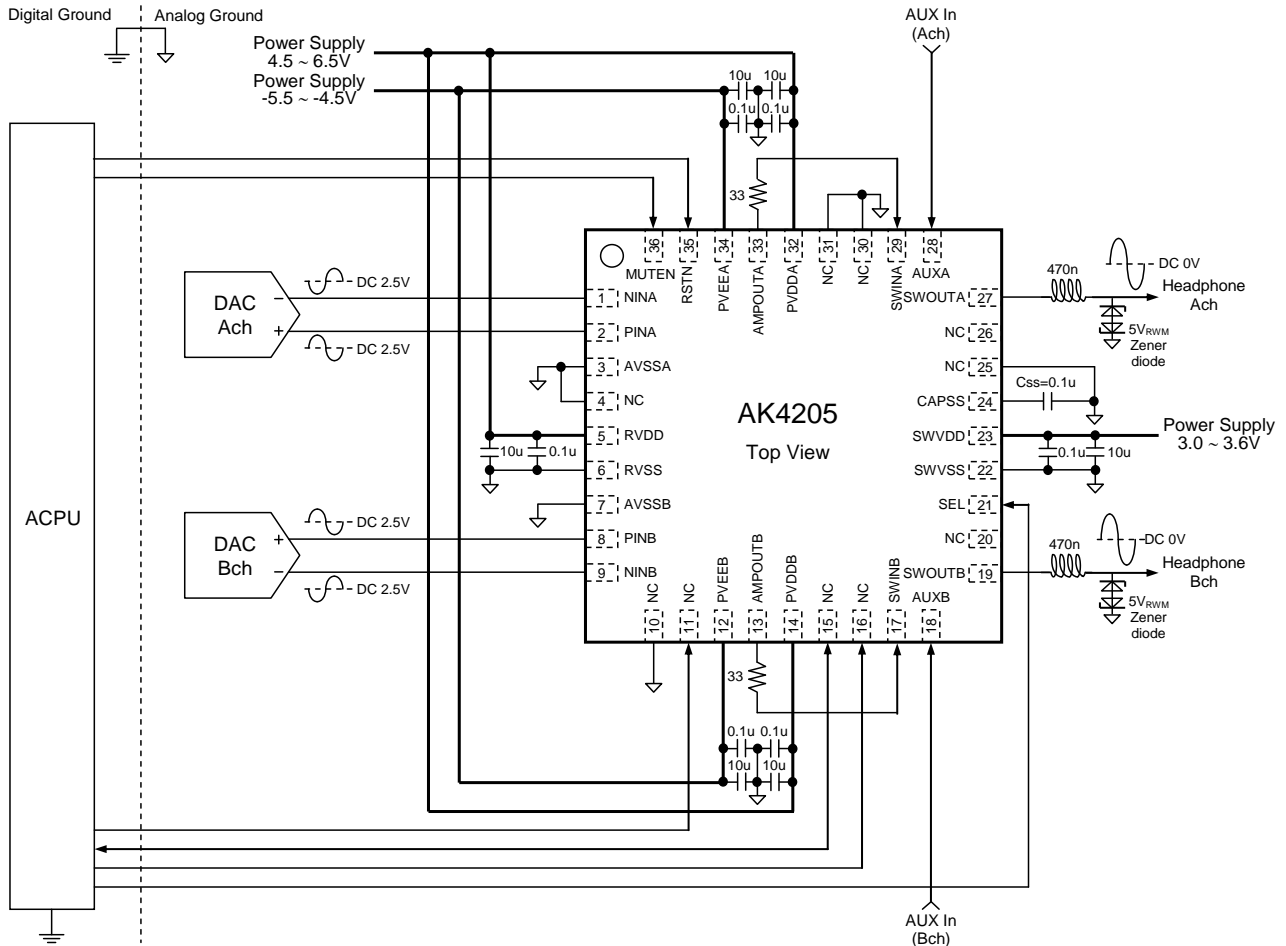 Digital Ground
Analog Ground
Power Supply
4.5 ~ 6.5V
Power Supply
-5.5 ~ -4.5V
AUX In
(Ach)
10u
10u
0.1u
0.1u
33
36
35
34
33
32
31
30
29
28
MUTEN
RSTN
PVEEA
AMPOUTA
PVDDA
NC
NC
SWINA
AUXA
DAC
Ach
−
+
DC 2.5V
DC 2.5V
1 NINA
2 PINA
3 AVSSA
4 NC
5 RVDD
6 RVSS
7 AVSSB
8 PINB
9 NINB
10u
0.1u
ACPU
DAC
Bch
+
−
DC 2.5V
DC 2.5V
AK4205
Top View
SWOUTA 27
NC 26
NC 25
CAPSS 24
SWVDD 23
SWVSS 22
SEL 21
NC 20
SWOUTB 19
470n
DC 0V
Headphone
Ach
5VRWM
Zener
diode
Css=0.1u
Power Supply
3.0 ~ 3.6V
0.1u
10u
470n
DC 0V
Headphone
Bch
5VRWM
Zener
diode
NC
NC
PVEEB
AMPOUTB
PVDDB
NC
NC
SWINB
AUXB
10
11
12
13
14
15
16
17
18
33
0.1u
0.1u
10u
10u
AUX In
(Bch)